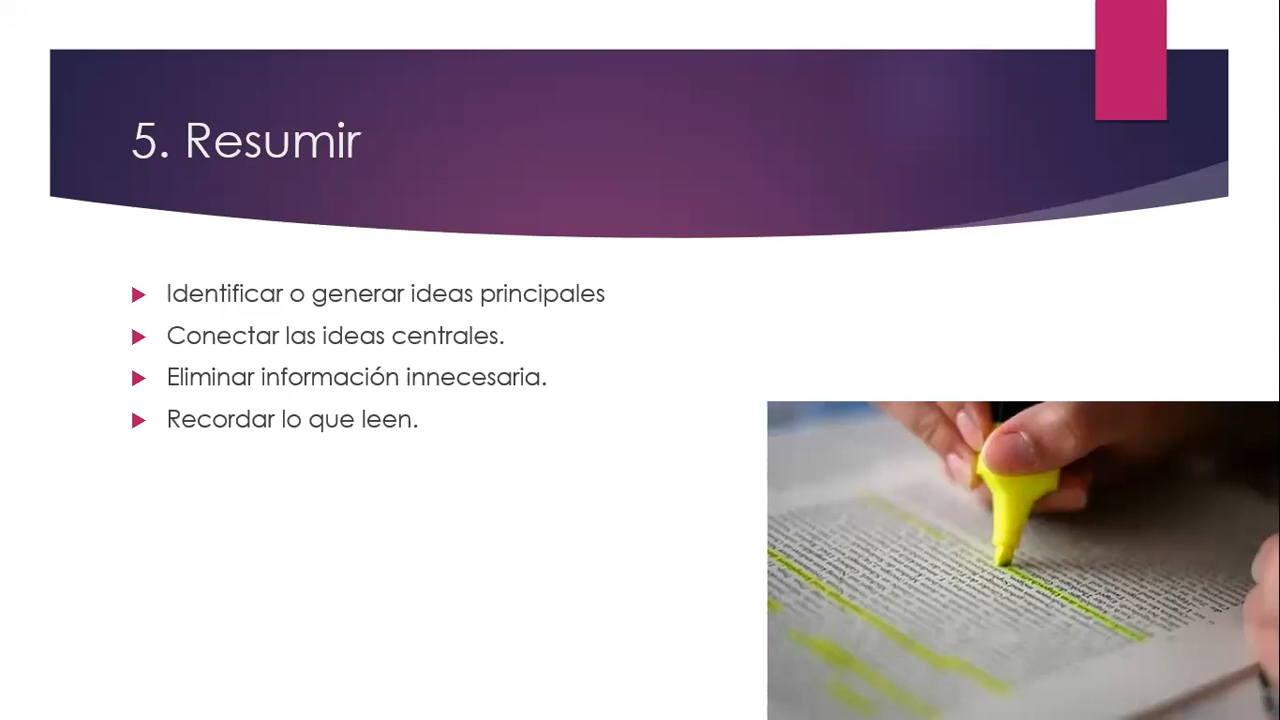 5. Resumir
Identificar o generar ideas principales
Conectar las ideas centrales.
Eliminar información innecesaria.
Recordar lo que leen.